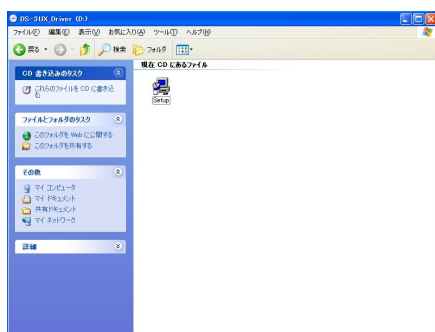 DS-31JX_Driver (D:)
ファイル(F) 編集(E) 表示(V) お気に入り(A) ツール(T) ヘルプ(H)
戻る 検索 フォルダ
CD 書き込みのタスク
これらのファイルを CD に書き込
む
ファイルとフォルダのタスク
このフォルダを Web に公開する
このフォルダを共有する
その他
マイ コンピュータ
マイ ドキュメント
共有ドキュメント
マイ ネットワーク
詳細
現在 CD にあるファイル
Setup